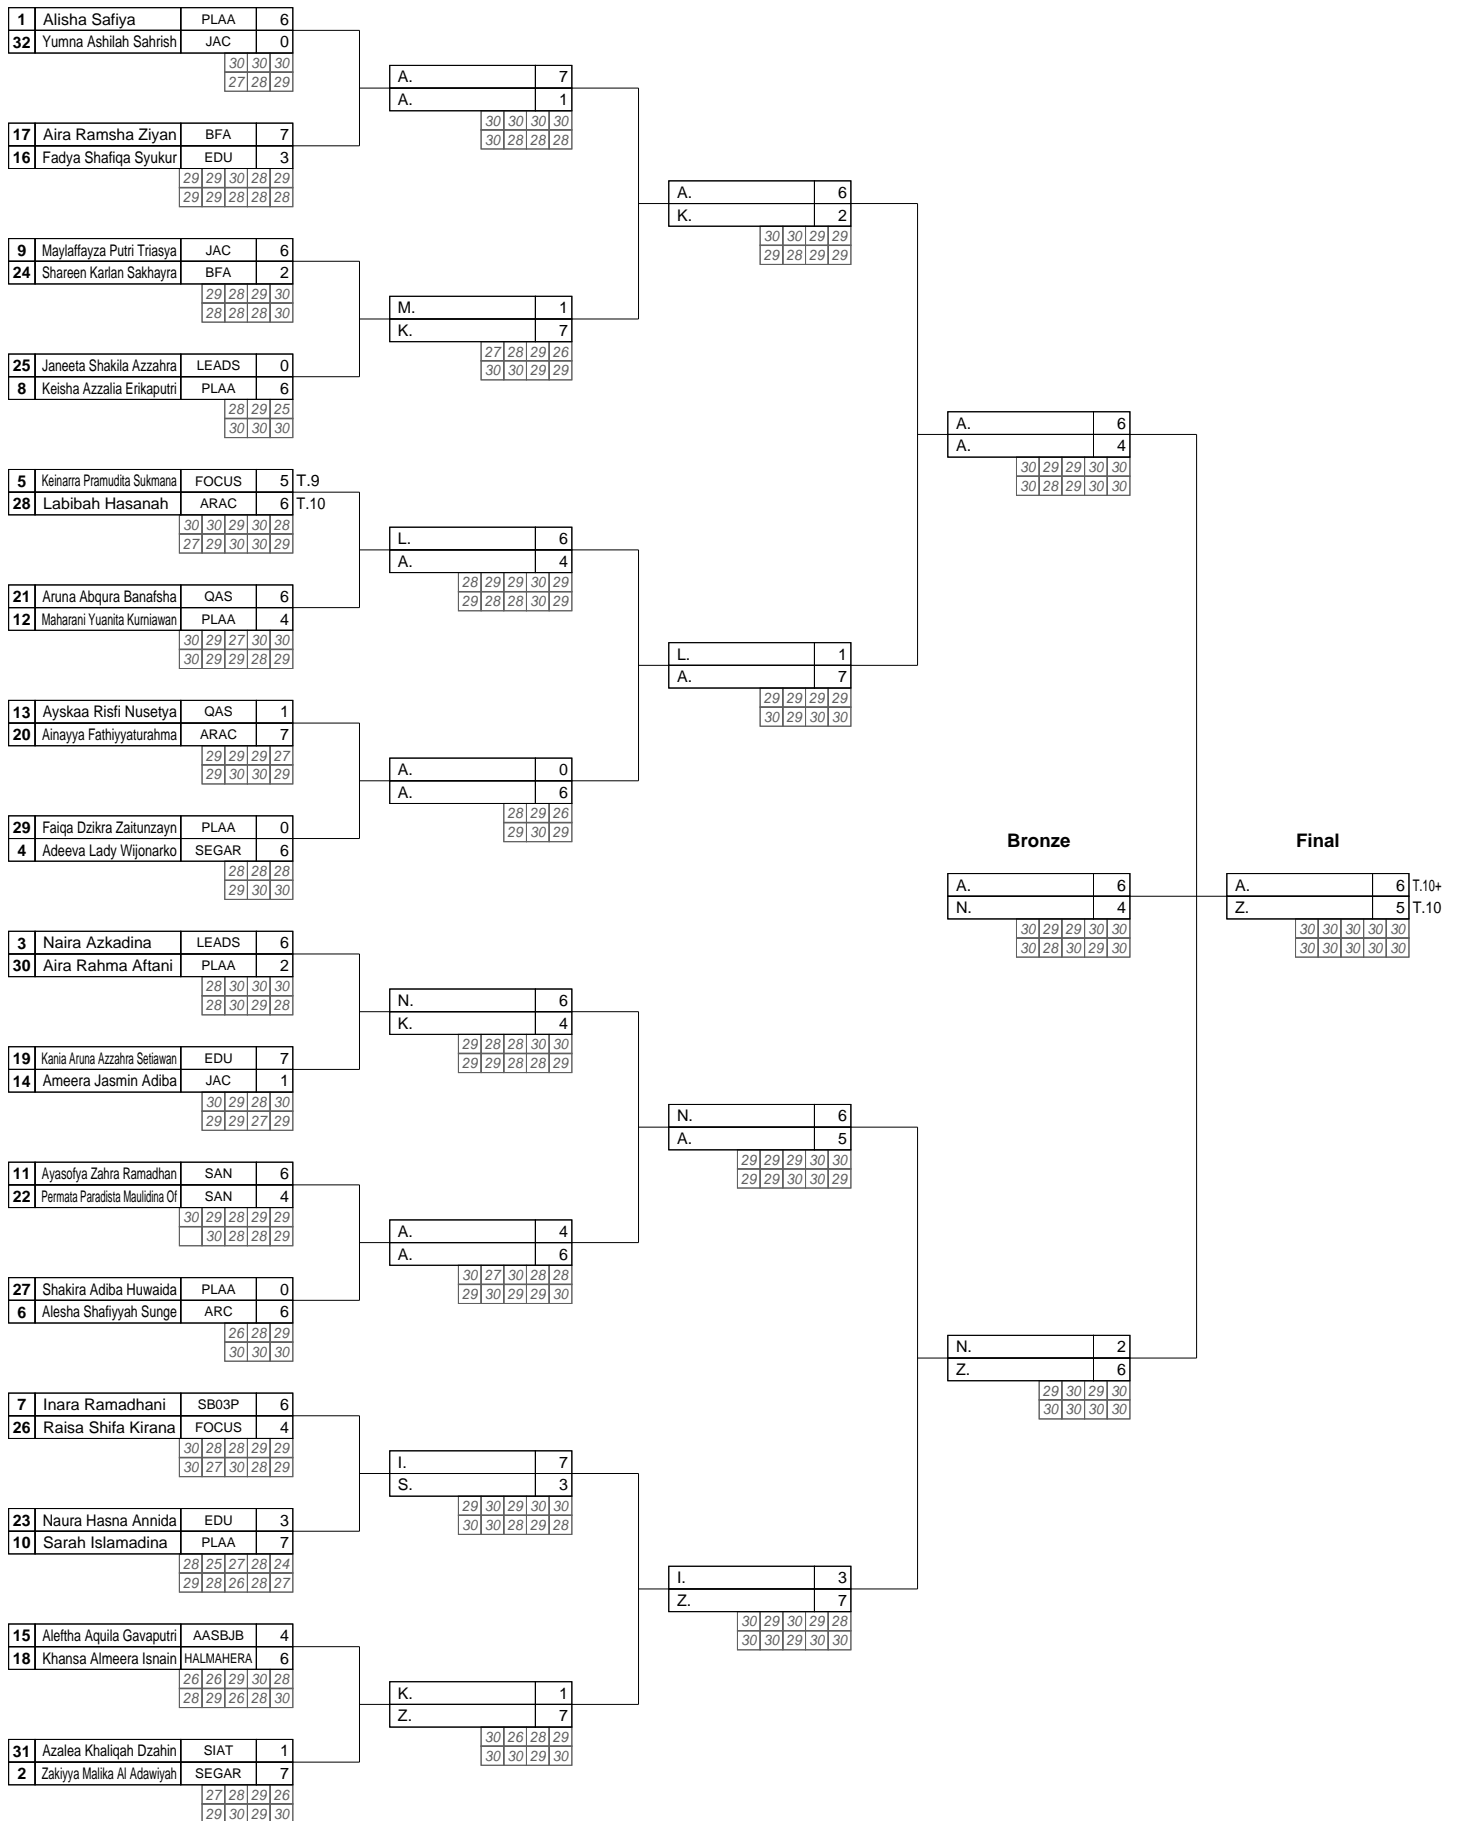 1 Alisha Safiya PLAA 6
32 Yumna Ashilah Sahrish JAC 0
30 30 30
27 28 29
17 Aira Ramsha Ziyan BFA 7
16 Fadya Shafiqa Syukur EDU 3
29 29 30 28 29
29 29 28 28 28
9 Maylaffayza Putri Triasya JAC 6
24 Shareen Karlan Sakhayra BFA 2
29 28 29 30
28 28 28 30
25 Janeeta Shakila Azzahra LEADS 0
8 Keisha Azzalia Erikaputri PLAA 6
28 29 25
30 30 30
5 Keinarra Pramudita Sukmana FOCUS 5 T.9
28 Labibah Hasanah ARAC 6 T.10
30 30 29 30 28
27 29 30 30 29
21 Aruna Abqura Banafsha QAS 6
12 Maharani Yuanita Kurniawan PLAA 4
30 29 27 30 30
30 29 29 28 29
13 Ayskaa Risfi Nusetya QAS 1
20 Ainayya Fathiyyaturahma ARAC 7
29 29 29 27
29 30 30 29
29 Faiqa Dzikra Zaitunzayn PLAA 0
4 Adeeva Lady Wijonarko SEGAR 6
28 28 28
29 30 30
3 Naira Azkadina LEADS 6
30 Aira Rahma Aftani PLAA 2
28 30 30 30
28 30 29 28
19 Kania Aruna Azzahra Setiawan EDU 7
14 Ameera Jasmin Adiba JAC 1
30 29 28 30
29 29 27 29
11 Ayasofya Zahra Ramadhan SAN 6
22 Permata Paradista Maulidina Of SAN 4
30 29 28 29 29
30 28 28 29
27 Shakira Adiba Huwaida PLAA 0
6 Alesha Shafiyyah Sunge ARC 6
26 28 29
30 30 30
7 Inara Ramadhani SB03P 6
26 Raisa Shifa Kirana FOCUS 4
30 28 28 29 29
30 27 30 28 29
23 Naura Hasna Annida EDU 3
10 Sarah Islamadina PLAA 7
28 25 27 28 24
29 28 26 28 27
15 Aleftha Aquila Gavaputri AASBJB 4
18 Khansa Almeera Isnain HALMAHERA 6
26 26 29 30 28
28 29 26 28 30
31 Azalea Khaliqah Dzahin SIAT 1
2 Zakiyya Malika Al Adawiyah SEGAR 7
27 28 29 26
29 30 29 30
A. 7
A. 1
30 30 30 30
30 28 28 28
M. 1
K. 7
27 28 29 26
30 30 29 29
L. 6
A. 4
28 29 29 30 29
29 28 28 30 29
A. 0
A. 6
28 29 26
29 30 29
N. 6
K. 4
29 28 28 30 30
29 29 28 28 29
A. 4
A. 6
30 27 30 28 28
29 30 29 29 30
I. 7
S. 3
29 30 29 30 30
30 30 28 29 28
K. 1
Z. 7
30 26 28 29
30 30 29 30
A. 6
K. 2
30 30 29 29
29 28 29 29
L. 1
A. 7
29 29 29 29
30 29 30 30
N. 6
A. 5
29 29 29 30 30
29 29 30 30 29
I. 3
Z. 7
30 29 30 29 28
30 30 29 30 30
A. 6
A. 4
30 29 29 30 30
30 28 29 30 30
N. 2
Z. 6
29 30 29 30
30 30 30 30
Bronze
A. 6
N. 4
30 29 29 30 30
30 28 30 29 30
Final
A. 6 T.10+
Z. 5 T.10
30 30 30 30 30
30 30 30 30 30